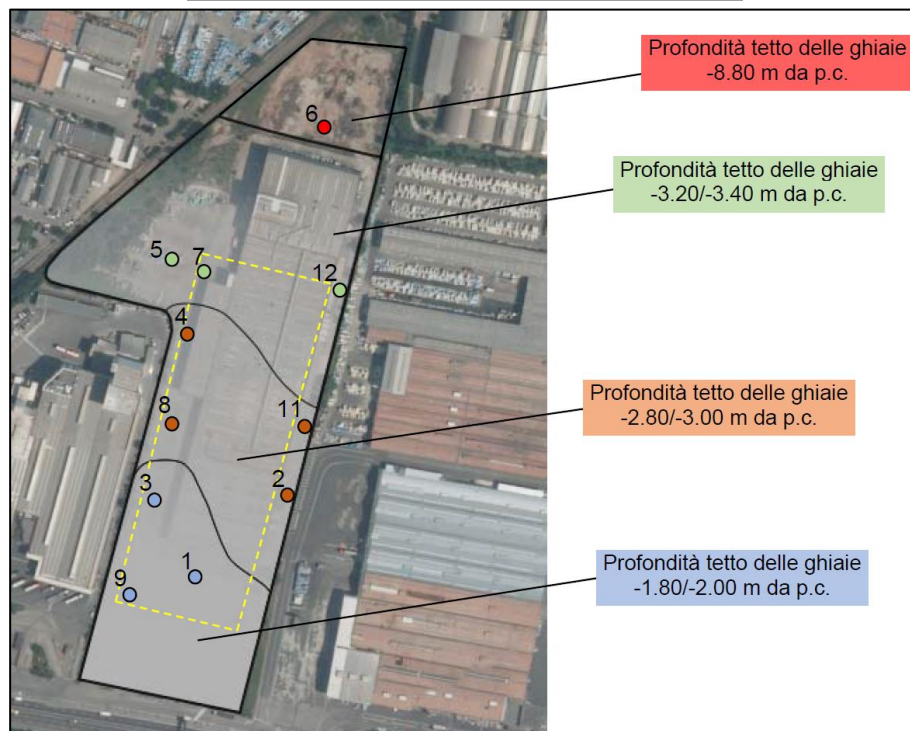 Profondità tetto delle ghiaie
-8.80 m da p.c.
6
Profondità tetto delle ghiaie
-3.20/-3.40 m da p.c.
5
7
12
4
Profondità tetto delle ghiaie
-2.80/-3.00 m da p.c.
8
11
3
2
Profondità tetto delle ghiaie
-1.80/-2.00 m da p.c.
1
9